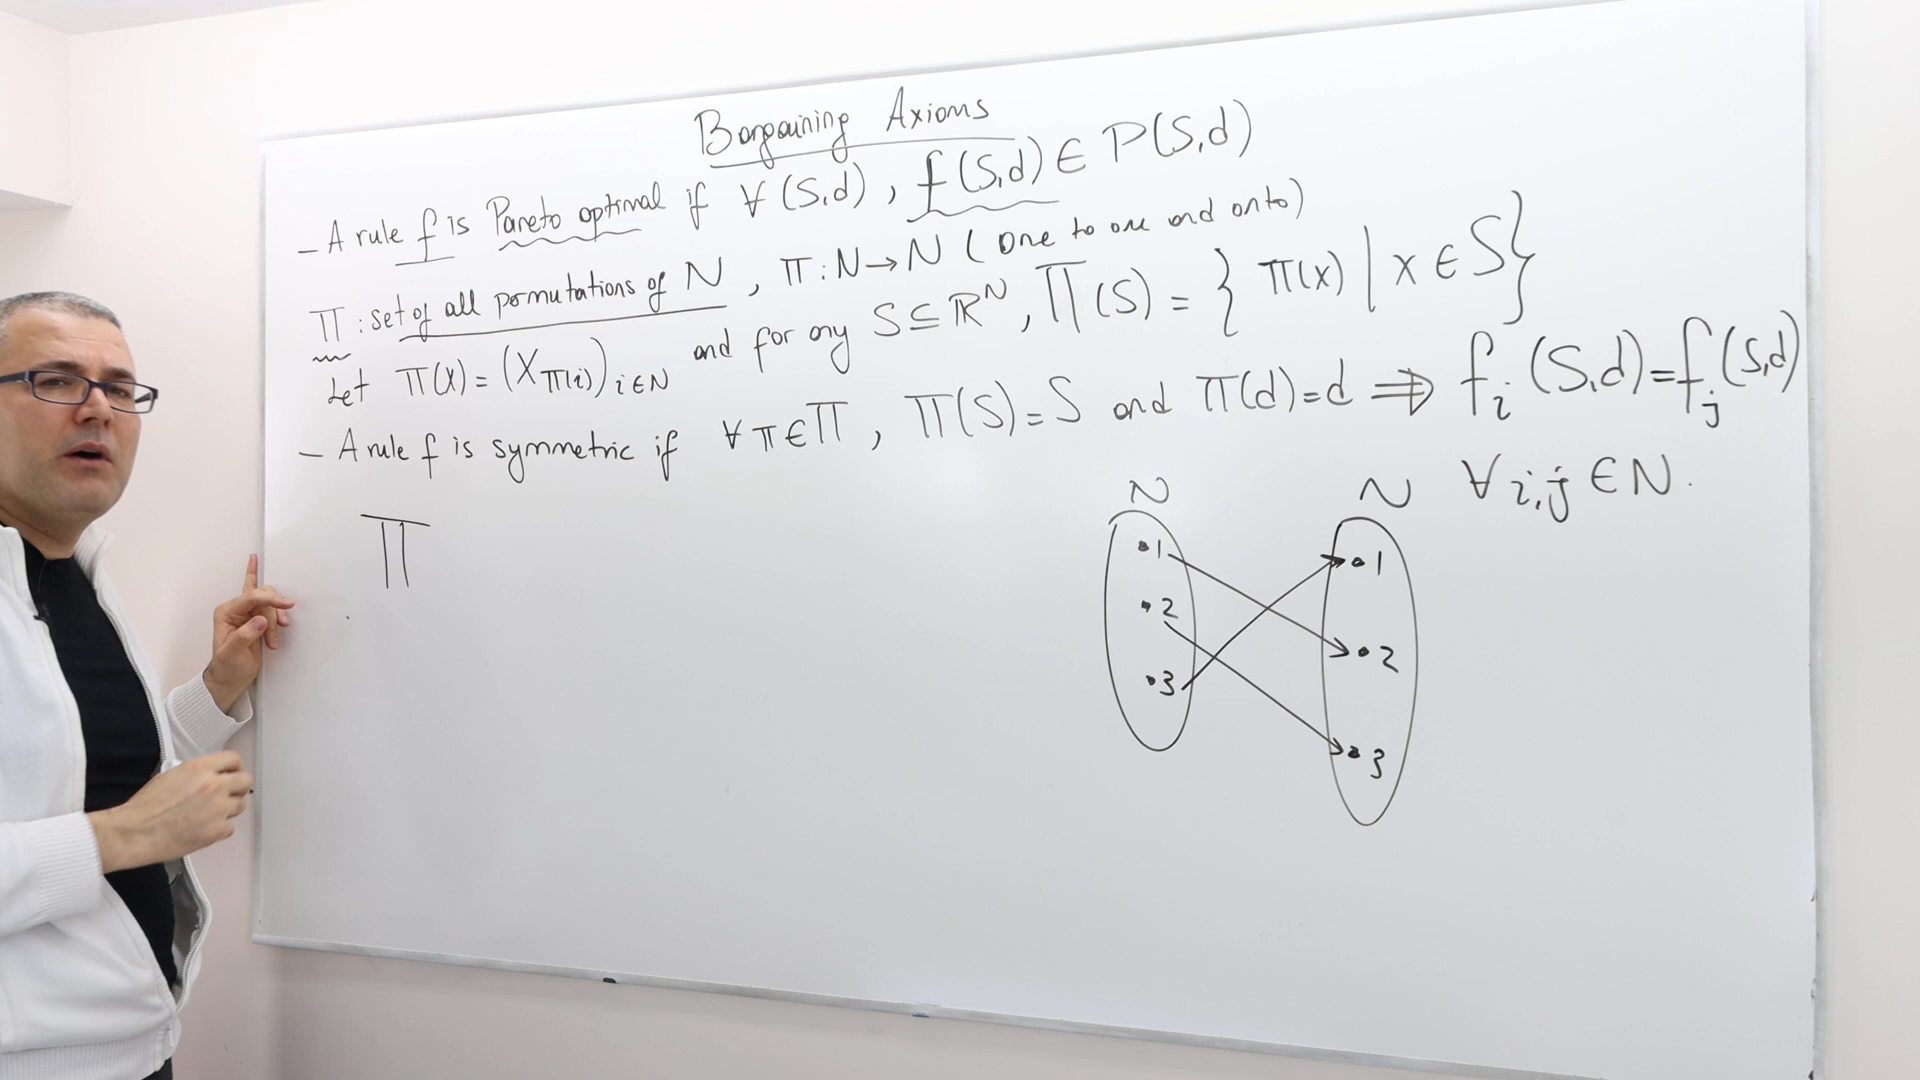 Bargaining Axioms
- A rule f is Pareto optimal if ∀ (S,d) , f(S,d) ∈ P(S,d)
Π : set of all permutations of N , π : N → N ( one to one and onto )
Let π(x) = (x_π(i))_i∈N and for any S ⊆ ℝ^N , Π(S) = { π(x) | x ∈ S }
- A rule f is symmetric if ∀ π ∈ Π , Π(S) = S and π(d) = d ⇒ f_i (S,d) = f_j (S,d)
∀ i,j ∈ N .
Π
N N
1 1
2 2
3 3